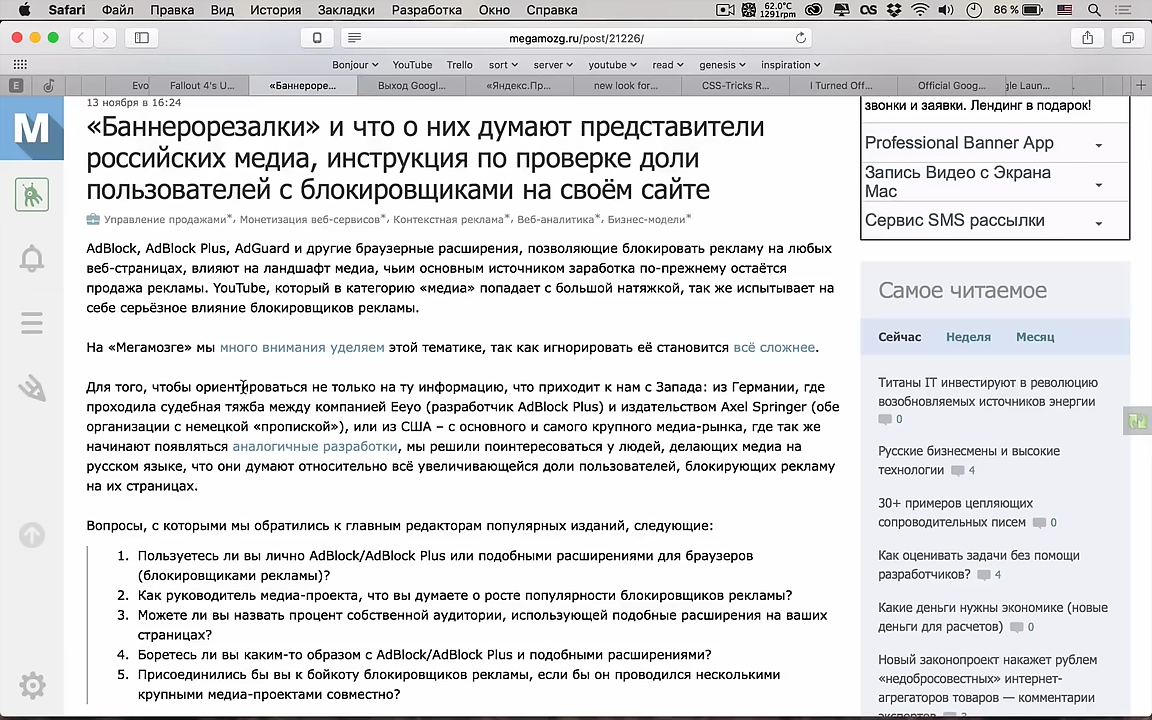 Safari Файл Правка Вид История Закладки Разработка Окно Справка 62.0°C 1291rpm 86 %
megamozg.ru/post/21226/
Bonjour YouTube Trello sort server youtube read genesis inspiration
E Evo Fallout 4's U... «Баннероре... Выход Googl... «Яндекс.Пр... new look for... CSS-Tricks R... I Turned Off... Official Goog... gle Laun...
13 ноября в 16:24
«Баннерорезалки» и что о них думают представители
российских медиа, инструкция по проверке доли
пользователей с блокировщиками на своём сайте
Управление продажами*, Монетизация веб-сервисов*, Контекстная реклама*, Веб-аналитика*, Бизнес-модели*
AdBlock, AdBlock Plus, AdGuard и другие браузерные расширения, позволяющие блокировать рекламу на любых
веб-страницах, влияют на ландшафт медиа, чьим основным источником заработка по-прежнему остаётся
продажа рекламы. YouTube, который в категорию «медиа» попадает с большой натяжкой, так же испытывает на
себе серьёзное влияние блокировщиков рекламы.
На «Мегамозге» мы много внимания уделяем этой тематике, так как игнорировать её становится всё сложнее.
Для того, чтобы ориентироваться не только на ту информацию, что приходит к нам с Запада: из Германии, где
проходила судебная тяжба между компанией Eeyo (разработчик AdBlock Plus) и издательством Axel Springer (обе
организации с немецкой «пропиской»), или из США – с основного и самого крупного медиа-рынка, где так же
начинают появляться аналогичные разработки, мы решили поинтересоваться у людей, делающих медиа на
русском языке, что они думают относительно всё увеличивающейся доли пользователей, блокирующих рекламу
на их страницах.
Вопросы, с которыми мы обратились к главным редакторам популярных изданий, следующие:
1. Пользуетесь ли вы лично AdBlock/AdBlock Plus или подобными расширениями для браузеров
(блокировщиками рекламы)?
2. Как руководитель медиа-проекта, что вы думаете о росте популярности блокировщиков рекламы?
3. Можете ли вы назвать процент собственной аудитории, использующей подобные расширения на ваших
страницах?
4. Боретесь ли вы каким-то образом с AdBlock/AdBlock Plus и подобными расширениями?
5. Присоединились бы вы к бойкоту блокировщиков рекламы, если бы он проводился несколькими
крупными медиа-проектами совместно?
M
звонки и заявки. Лендинг в подарок!
Professional Banner App
Запись Видео с Экрана
Mac
Сервис SMS рассылки
Самое читаемое
Сейчас Неделя Месяц
Титаны IT инвестируют в революцию
возобновляемых источников энергии
0
Русские бизнесмены и высокие
технологии 4
30+ примеров цепляющих
сопроводительных писем 0
Как оценивать задачи без помощи
разработчиков? 4
Какие деньги нужны экономике (новые
деньги для расчетов) 0
Новый законопроект накажет рублем
«недобросовестных» интернет-
агрегаторов товаров — комментарии
экспертов